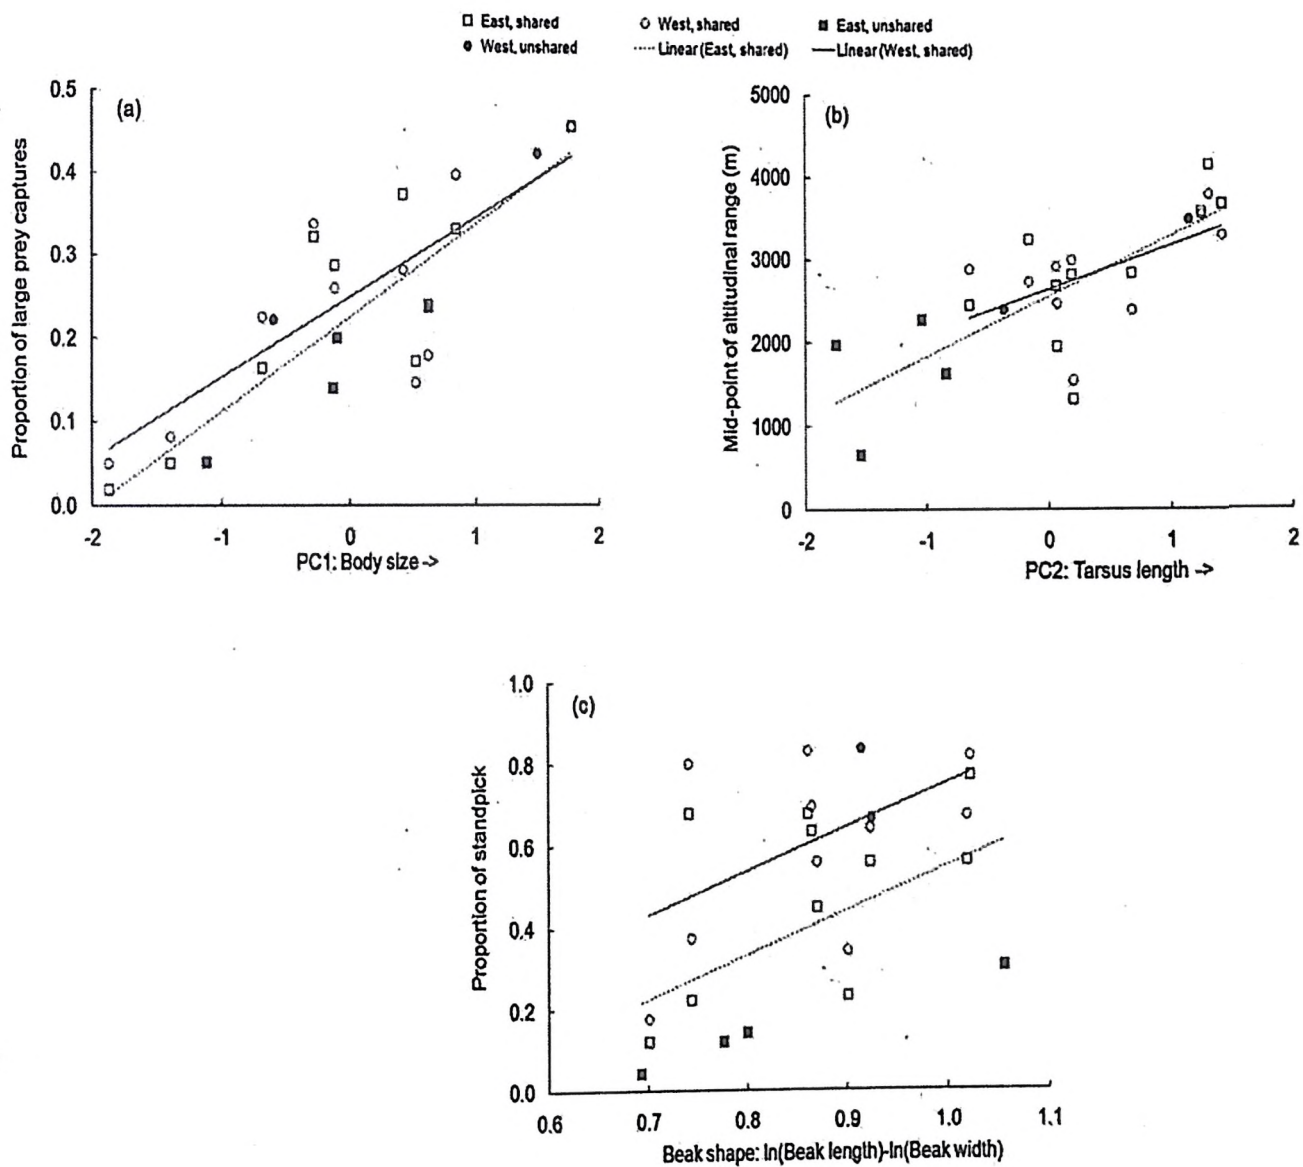 East, shared West, shared East, unshared
West, unshared Linear (East, shared) Linear (West, shared)
(a)
0.5
0.4
0.3
0.2
0.1
0.0
Proportion of large prey captures
-2 -1 0 1 2
PC1: Body size ->
(b)
5000
4000
3000
2000
1000
0
Mid-point of altitudinal range (m)
-2 -1 0 1 2
PC2: Tarsus length ->
(c)
1.0
0.8
0.6
0.4
0.2
0.0
Proportion of standpick
0.6 0.7 0.8 0.9 1.0 1.1
Beak shape: ln(Beak length)-ln(Beak width)